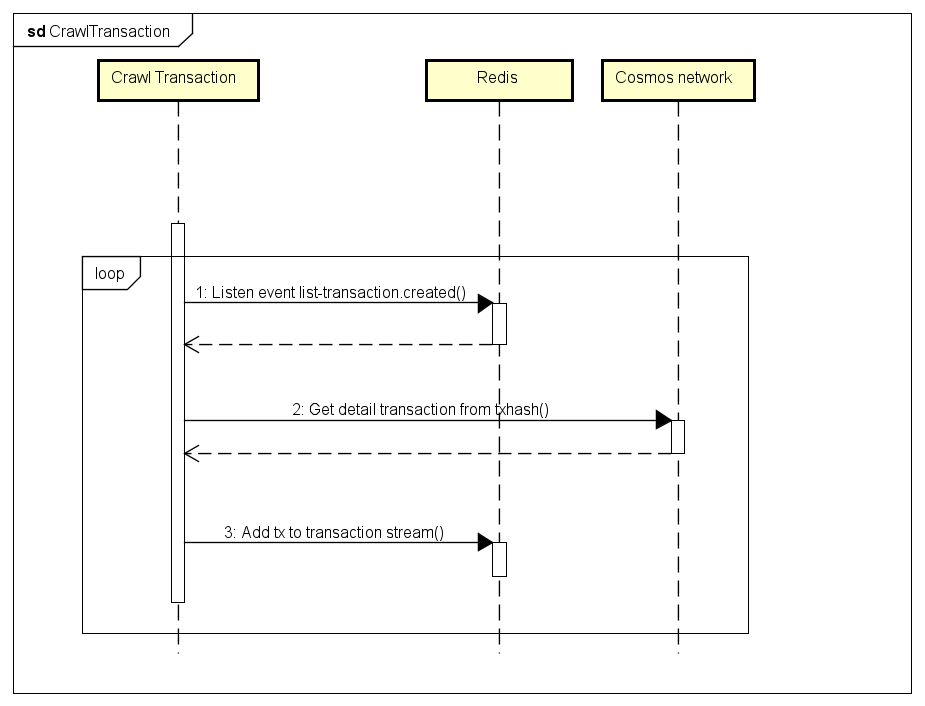 sd CrawlTransaction
Crawl Transaction
Redis
Cosmos network
loop
1: Listen event list-transaction.created()
2: Get detail transaction from txhash()
3: Add tx to transaction stream()